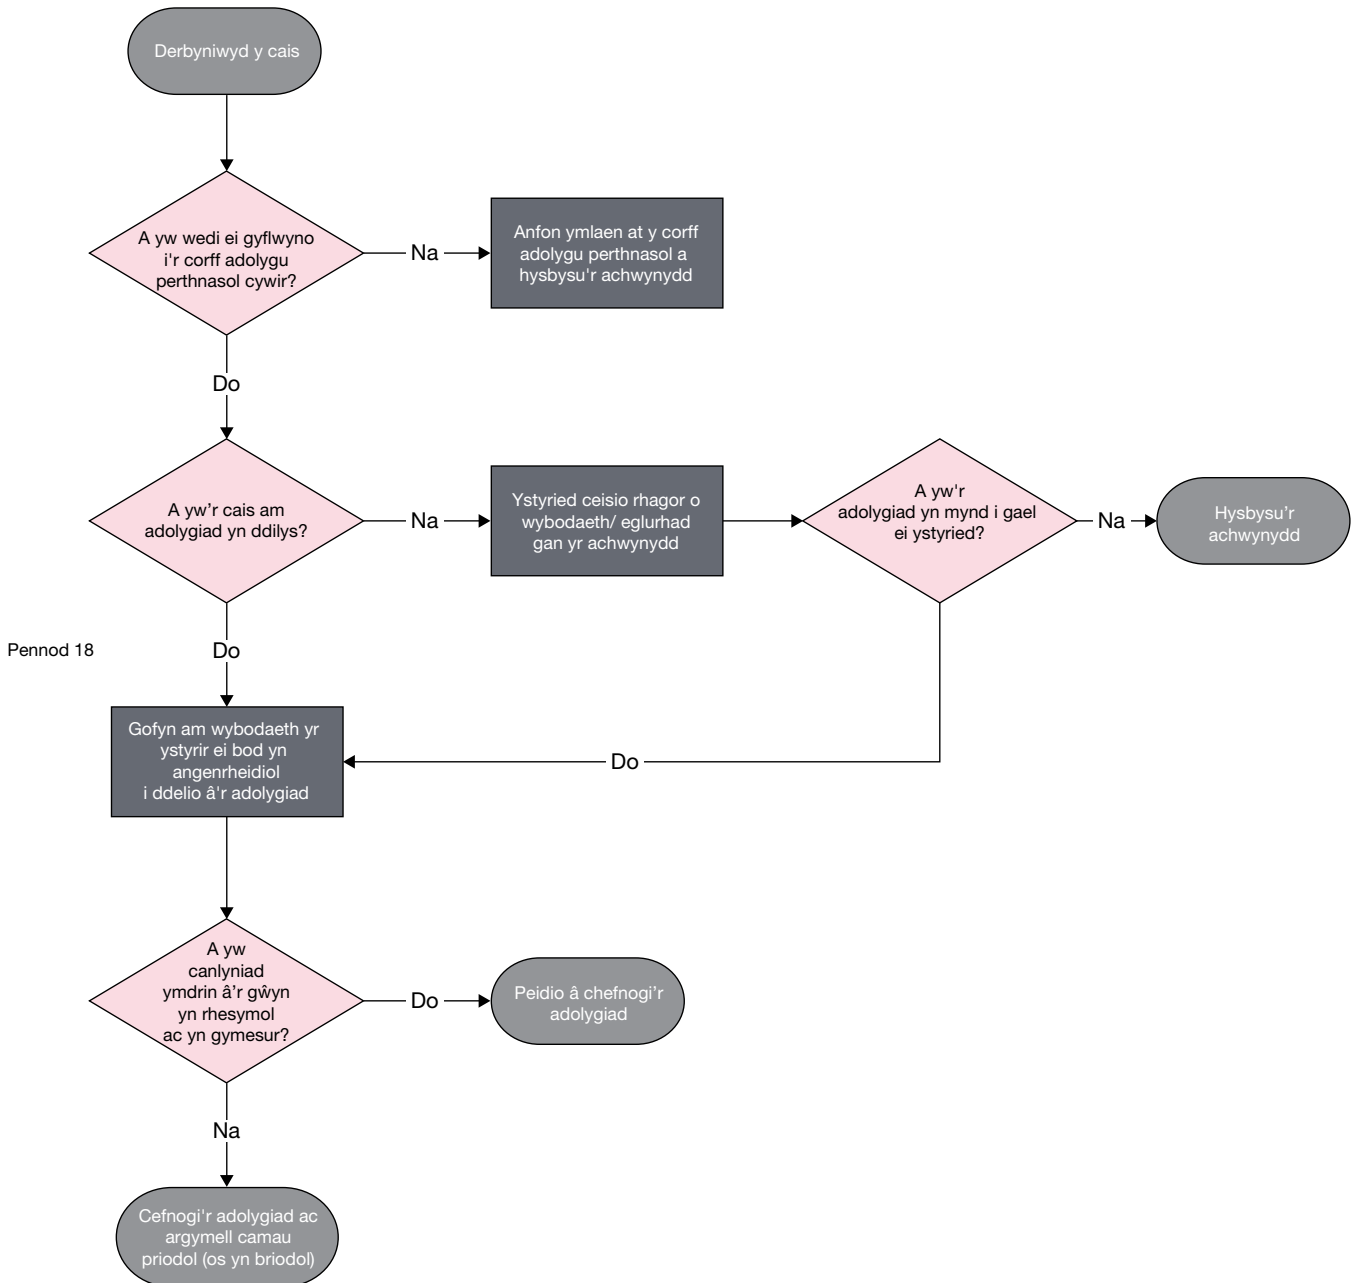 Derbyniwyd y cais
A yw wedi ei gyflwyno
i'r corff adolygu
perthnasol cywir?
Na
Anfon ymlaen at y corff
adolygu perthnasol a
hysbysu'r achwynydd
Do
A yw’r cais am
adolygiad yn ddilys?
Na
Ystyried ceisio rhagor o
wybodaeth/ eglurhad
gan yr achwynydd
A yw'r
adolygiad yn mynd i gael
ei ystyried?
Na
Hysbysu’r
achwynydd
Pennod 18
Do
Gofyn am wybodaeth yr
ystyrir ei bod yn
angenrheidiol
i ddelio â'r adolygiad
Do
A yw
canlyniad
ymdrin â'r gŵyn
yn rhesymol
ac yn gymesur?
Do
Peidio â chefnogi’r
adolygiad
Na
Cefnogi'r adolygiad ac
argymell camau
priodol (os yn briodol)